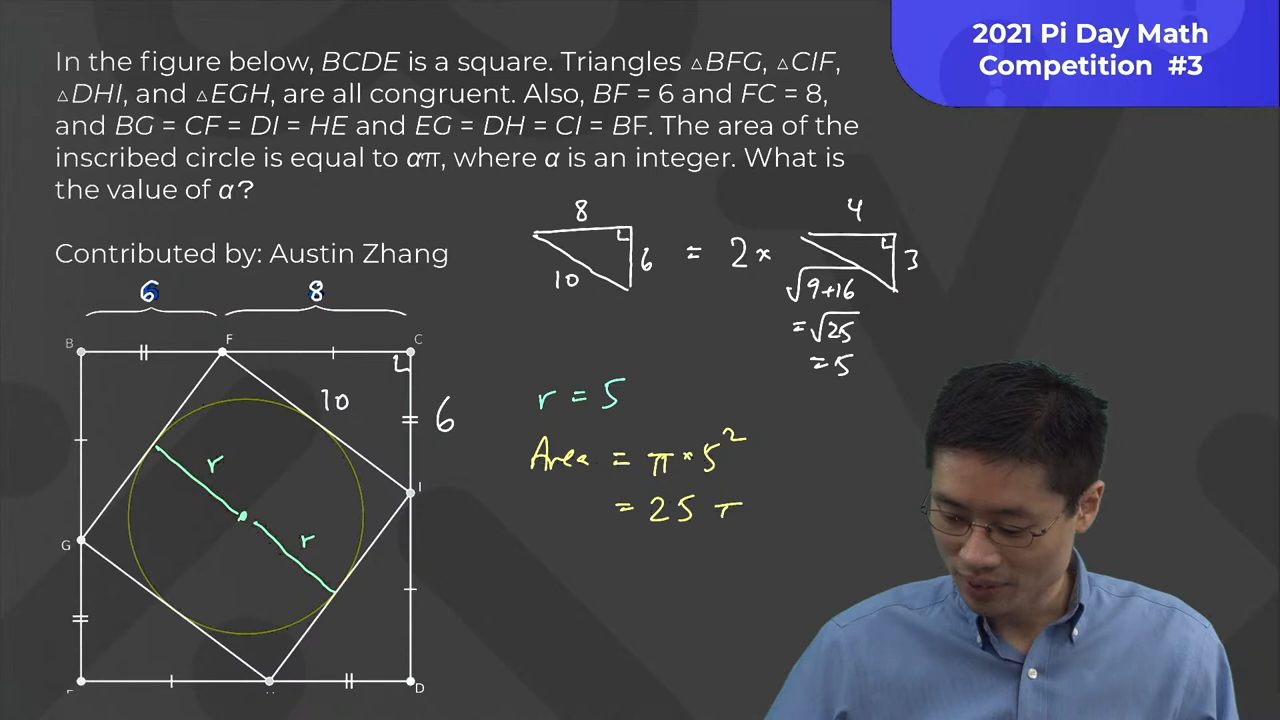 2021 Pi Day Math
Competition #3
In the figure below, BCDE is a square. Triangles △BFG, △CIF,
△DHI, and △EGH, are all congruent. Also, BF = 6 and FC = 8,
and BG = CF = DI = HE and EG = DH = CI = BF. The area of the
inscribed circle is equal to απ, where α is an integer. What is
the value of α?
Contributed by: Austin Zhang
8
6
10
= 2 ×
4
3
√9+16
= √25
= 5
6
8
B
F
C
10
6
r
r
G
I
D
r = 5
Area = π × 5²
= 25